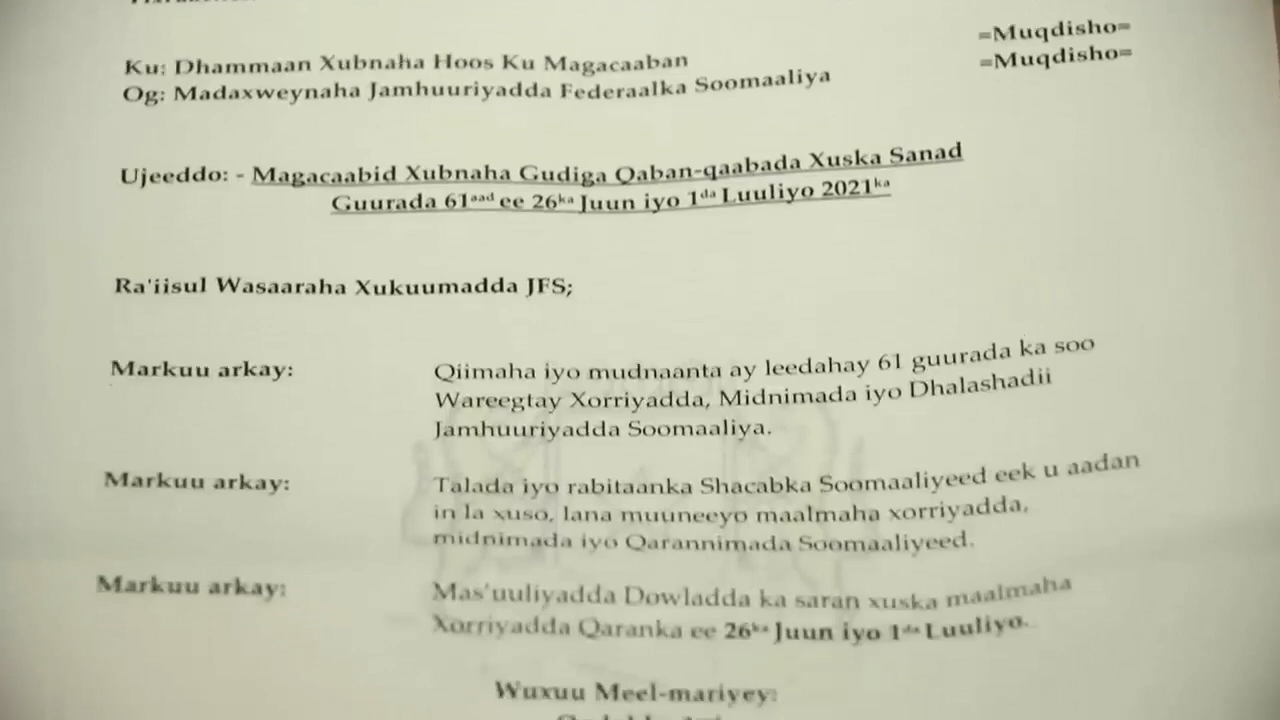 Ku: Dhammaan Xubnaha Hoos Ku Magacaaban =Muqdisho=
Og: Madaxweynaha Jamhuuriyadda Federaalka Soomaaliya =Muqdisho=
Ujeeddo: - Magacaabid Xubnaha Gudiga Qaban-qaabada Xuska Sanad
Guurada 61aad ee 26ka Juun iyo 1da Luuliyo 2021ka
Ra'iisul Wasaaraha Xukuumadda JFS;
Markuu arkay: Qiimaha iyo mudnaanta ay leedahay 61 guurada ka soo
Wareegtay Xorriyadda, Midnimada iyo Dhalashadii
Jamhuuriyadda Soomaaliya.
Markuu arkay: Talada iyo rabitaanka Shacabka Soomaaliyeed eek u aadan
in la xuso, lana muuneeyo maalmaha xorriyadda,
midnimada iyo Qarannimada Soomaaliyeed.
Markuu arkay: Mas'uuliyadda Dowladda ka saran xuska maalmaha
Xorriyadda Qaranka ee 26ka Juun iyo 1da Luuliyo.
Wuxuu Meel-mariyey: